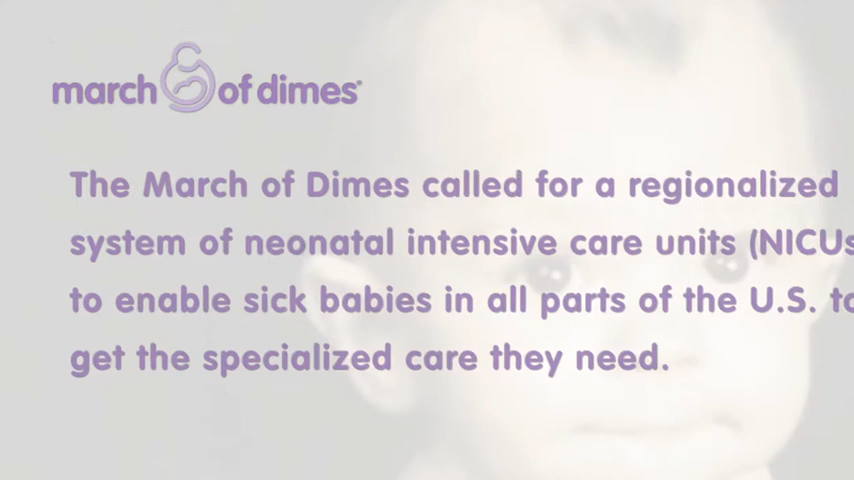 march of dimes®
The March of Dimes called for a regionalized
system of neonatal intensive care units (NICUs
to enable sick babies in all parts of the U.S. to
get the specialized care they need.